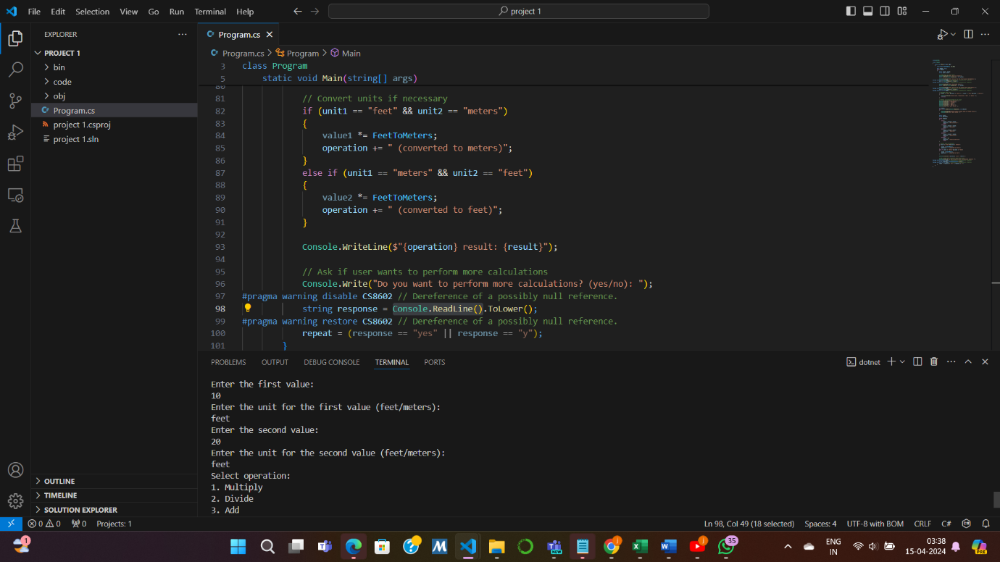 File Edit Selection View Go Run Terminal Help
project 1
EXPLORER
PROJECT 1
bin
code
obj
Program.cs
project 1.csproj
project 1.sln
OUTLINE
TIMELINE
SOLUTION EXPLORER
Program.cs
Program.cs > Program > Main
3 class Program
5 static void Main(string[] args)
80
81 // Convert units if necessary
82 if (unit1 == "feet" && unit2 == "meters")
83 {
84 value1 *= FeetToMeters;
85 operation += " (converted to meters)";
86 }
87 else if (unit1 == "meters" && unit2 == "feet")
88 {
89 value2 *= FeetToMeters;
90 operation += " (converted to feet)";
91 }
92
93 Console.WriteLine($"{operation} result: {result}");
94
95 // Ask if user wants to perform more calculations
96 Console.Write("Do you want to perform more calculations? (yes/no): ");
97 #pragma warning disable CS8602 // Dereference of a possibly null reference.
98 string response = Console.ReadLine().ToLower();
99 #pragma warning restore CS8602 // Dereference of a possibly null reference.
100 repeat = (response == "yes" || response == "y");
101 }
PROBLEMS OUTPUT DEBUG CONSOLE TERMINAL PORTS
dotnet
Enter the first value:
10
Enter the unit for the first value (feet/meters):
feet
Enter the second value:
20
Enter the unit for the second value (feet/meters):
feet
Select operation:
1. Multiply
2. Divide
3. Add
0 0 0 Projects: 1
Ln 98, Col 49 (18 selected) Spaces: 4 UTF-8 with BOM CRLF C#
1
NEW
35
ENG
IN
03:38
15-04-2024
PRE